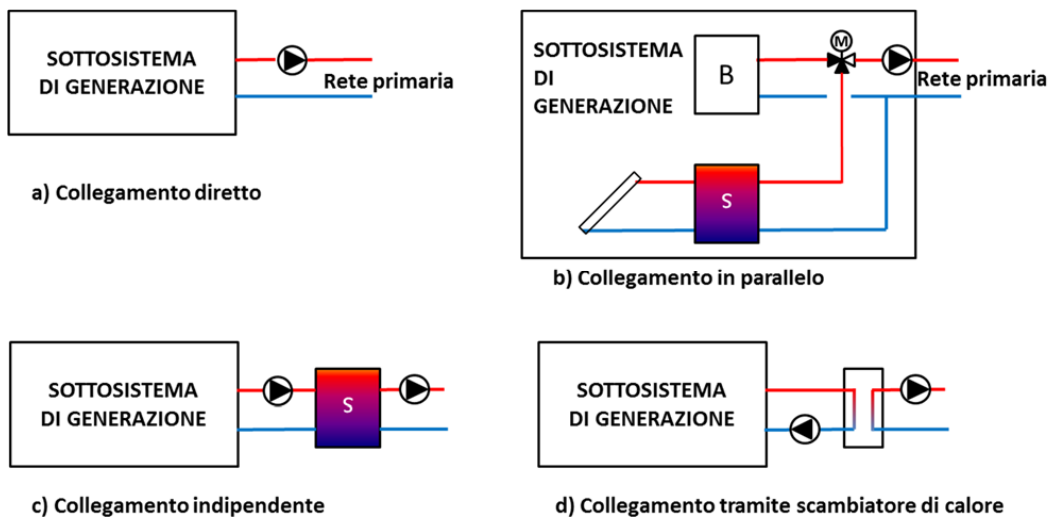 SOTTOSISTEMA
DI GENERAZIONE
Rete primaria
a) Collegamento diretto
SOTTOSISTEMA
DI
GENERAZIONE
B
M
Rete primaria
S
b) Collegamento in parallelo
SOTTOSISTEMA
DI GENERAZIONE
S
c) Collegamento indipendente
SOTTOSISTEMA
DI GENERAZIONE
d) Collegamento tramite scambiatore di calore